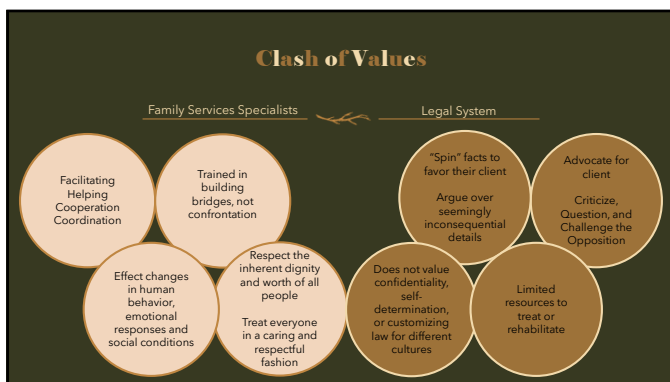 Clash of Values
Family Services Specialists
Legal System
Facilitating
Helping
Cooperation
Coordination
Trained in
building
bridges, not
confrontation
Effect changes
in human
behavior,
emotional
responses and
social conditions
Respect the
inherent dignity
and worth of all
people
Treat everyone
in a caring and
respectful
fashion
“Spin” facts to
favor their client
Argue over
seemingly
inconsequential
details
Advocate for
client
Criticize,
Question, and
Challenge the
Opposition
Does not value
confidentiality,
self-
determination,
or customizing
law for different
cultures
Limited
resources to
treat or
rehabilitate